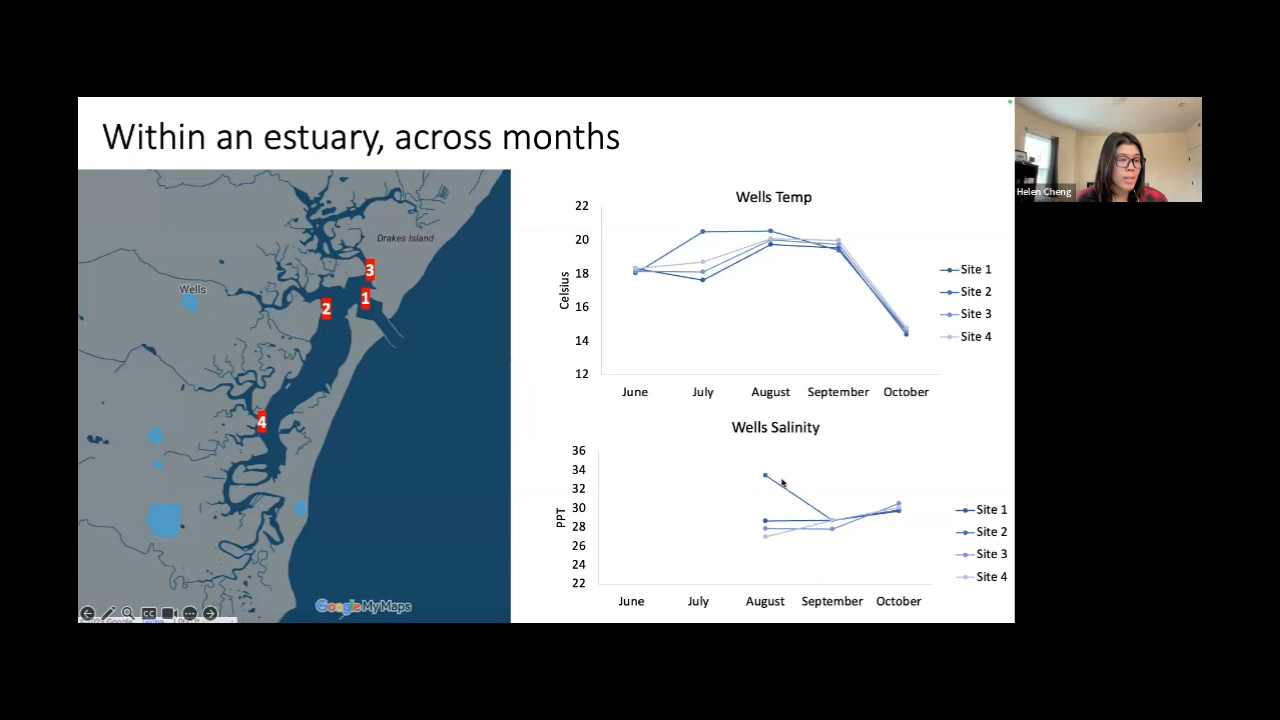 Within an estuary, across months
Helen Cheng
Drakes Island
Wells
3
1
2
4
Google My Maps
Wells Temp
Celsius
22
20
18
16
14
12
June July August September October
Site 1
Site 2
Site 3
Site 4
Wells Salinity
PPT
36
34
32
30
28
26
24
22
June July August September October
Site 1
Site 2
Site 3
Site 4